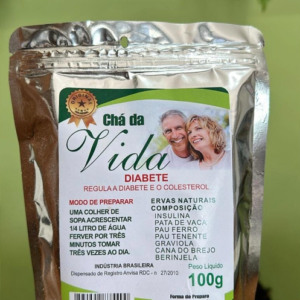 Chá da
Vida
DIABETE
REGULA A DIABETE E O COLESTEROL
MODO DE PREPARAR
UMA COLHER DE
SOPA ACRESCENTAR
1/4 LITRO DE ÁGUA
FERVER POR TRÊS
MINUTOS TOMAR
TRÊS VEZES AO DIA.
ERVAS NATURAIS
COMPOSIÇÃO
INSULINA
PATA DE VACA
PAU FERRO
PAU TENENTE
GRAVIOLA
CANA DO BREJO
BERINJELA
INDÚSTRIA BRASILEIRA
Dispensado de Registro Anvisa RDC - n 27/2010
Peso Líquido
100g
Forma de Preparo